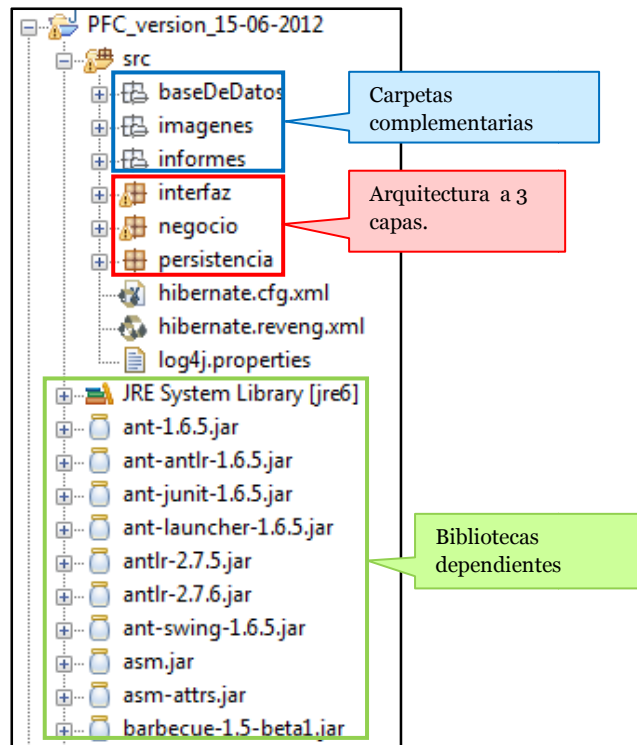 PFC_version_15-06-2012
src
baseDeDatos
imagenes
informes
Carpetas
complementarias
interfaz
negocio
persistencia
Arquitectura a 3
capas.
hibernate.cfg.xml
hibernate.reveng.xml
log4j.properties
JRE System Library [jre6]
ant-1.6.5.jar
ant-antlr-1.6.5.jar
ant-junit-1.6.5.jar
ant-launcher-1.6.5.jar
antlr-2.7.5.jar
antlr-2.7.6.jar
ant-swing-1.6.5.jar
asm.jar
asm-attrs.jar
barbecue-1.5-beta1.jar
Bibliotecas
dependientes